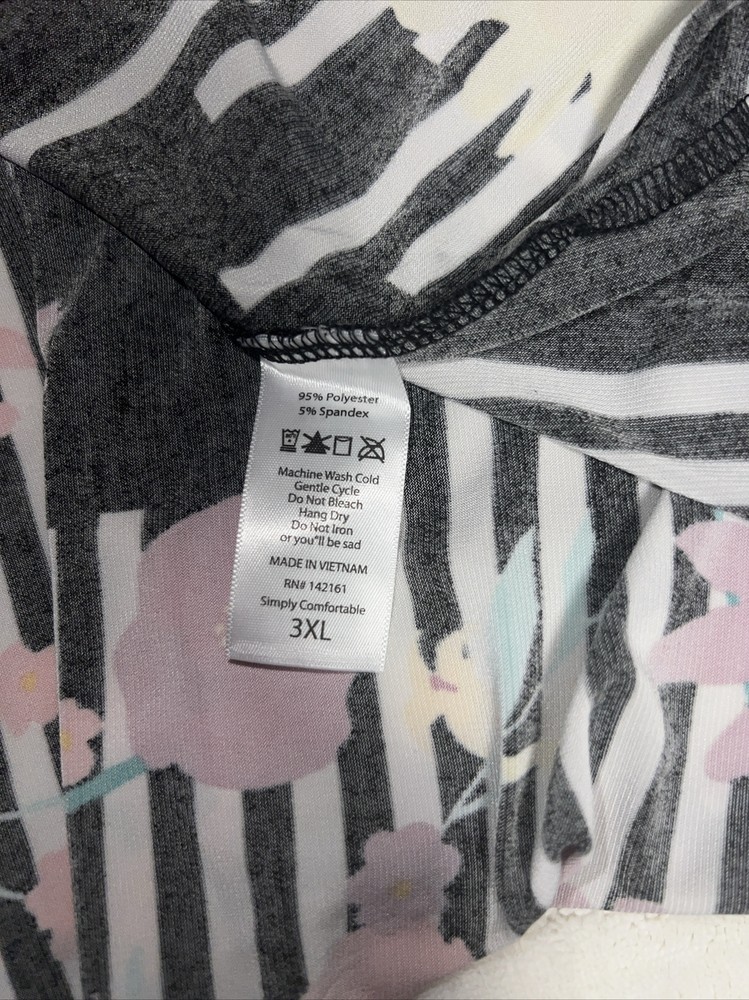 95% Polyester
5% Spandex
Machine Wash Cold
Gentle Cycle
Do Not Bleach
Hang Dry
Do Not Iron
or you"ll be sad
MADE IN VIETNAM
RN# 142161
Simply Comfortable
3XL